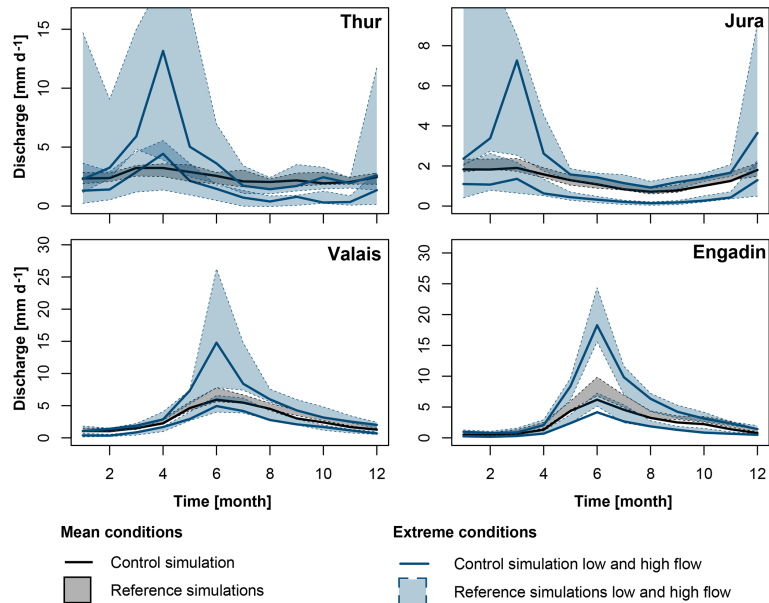 Thur
Jura
Discharge [mm d⁻¹]
15
10
5
0
8
6
4
2
0
Valais
Engadin
Discharge [mm d⁻¹]
30
25
20
15
10
5
0
30
25
20
15
10
5
0
2 4 6 8 10 12
2 4 6 8 10 12
Time [month]
Time [month]
Mean conditions
Extreme conditions
Control simulation
Control simulation low and high flow
Reference simulations
Reference simulations low and high flow